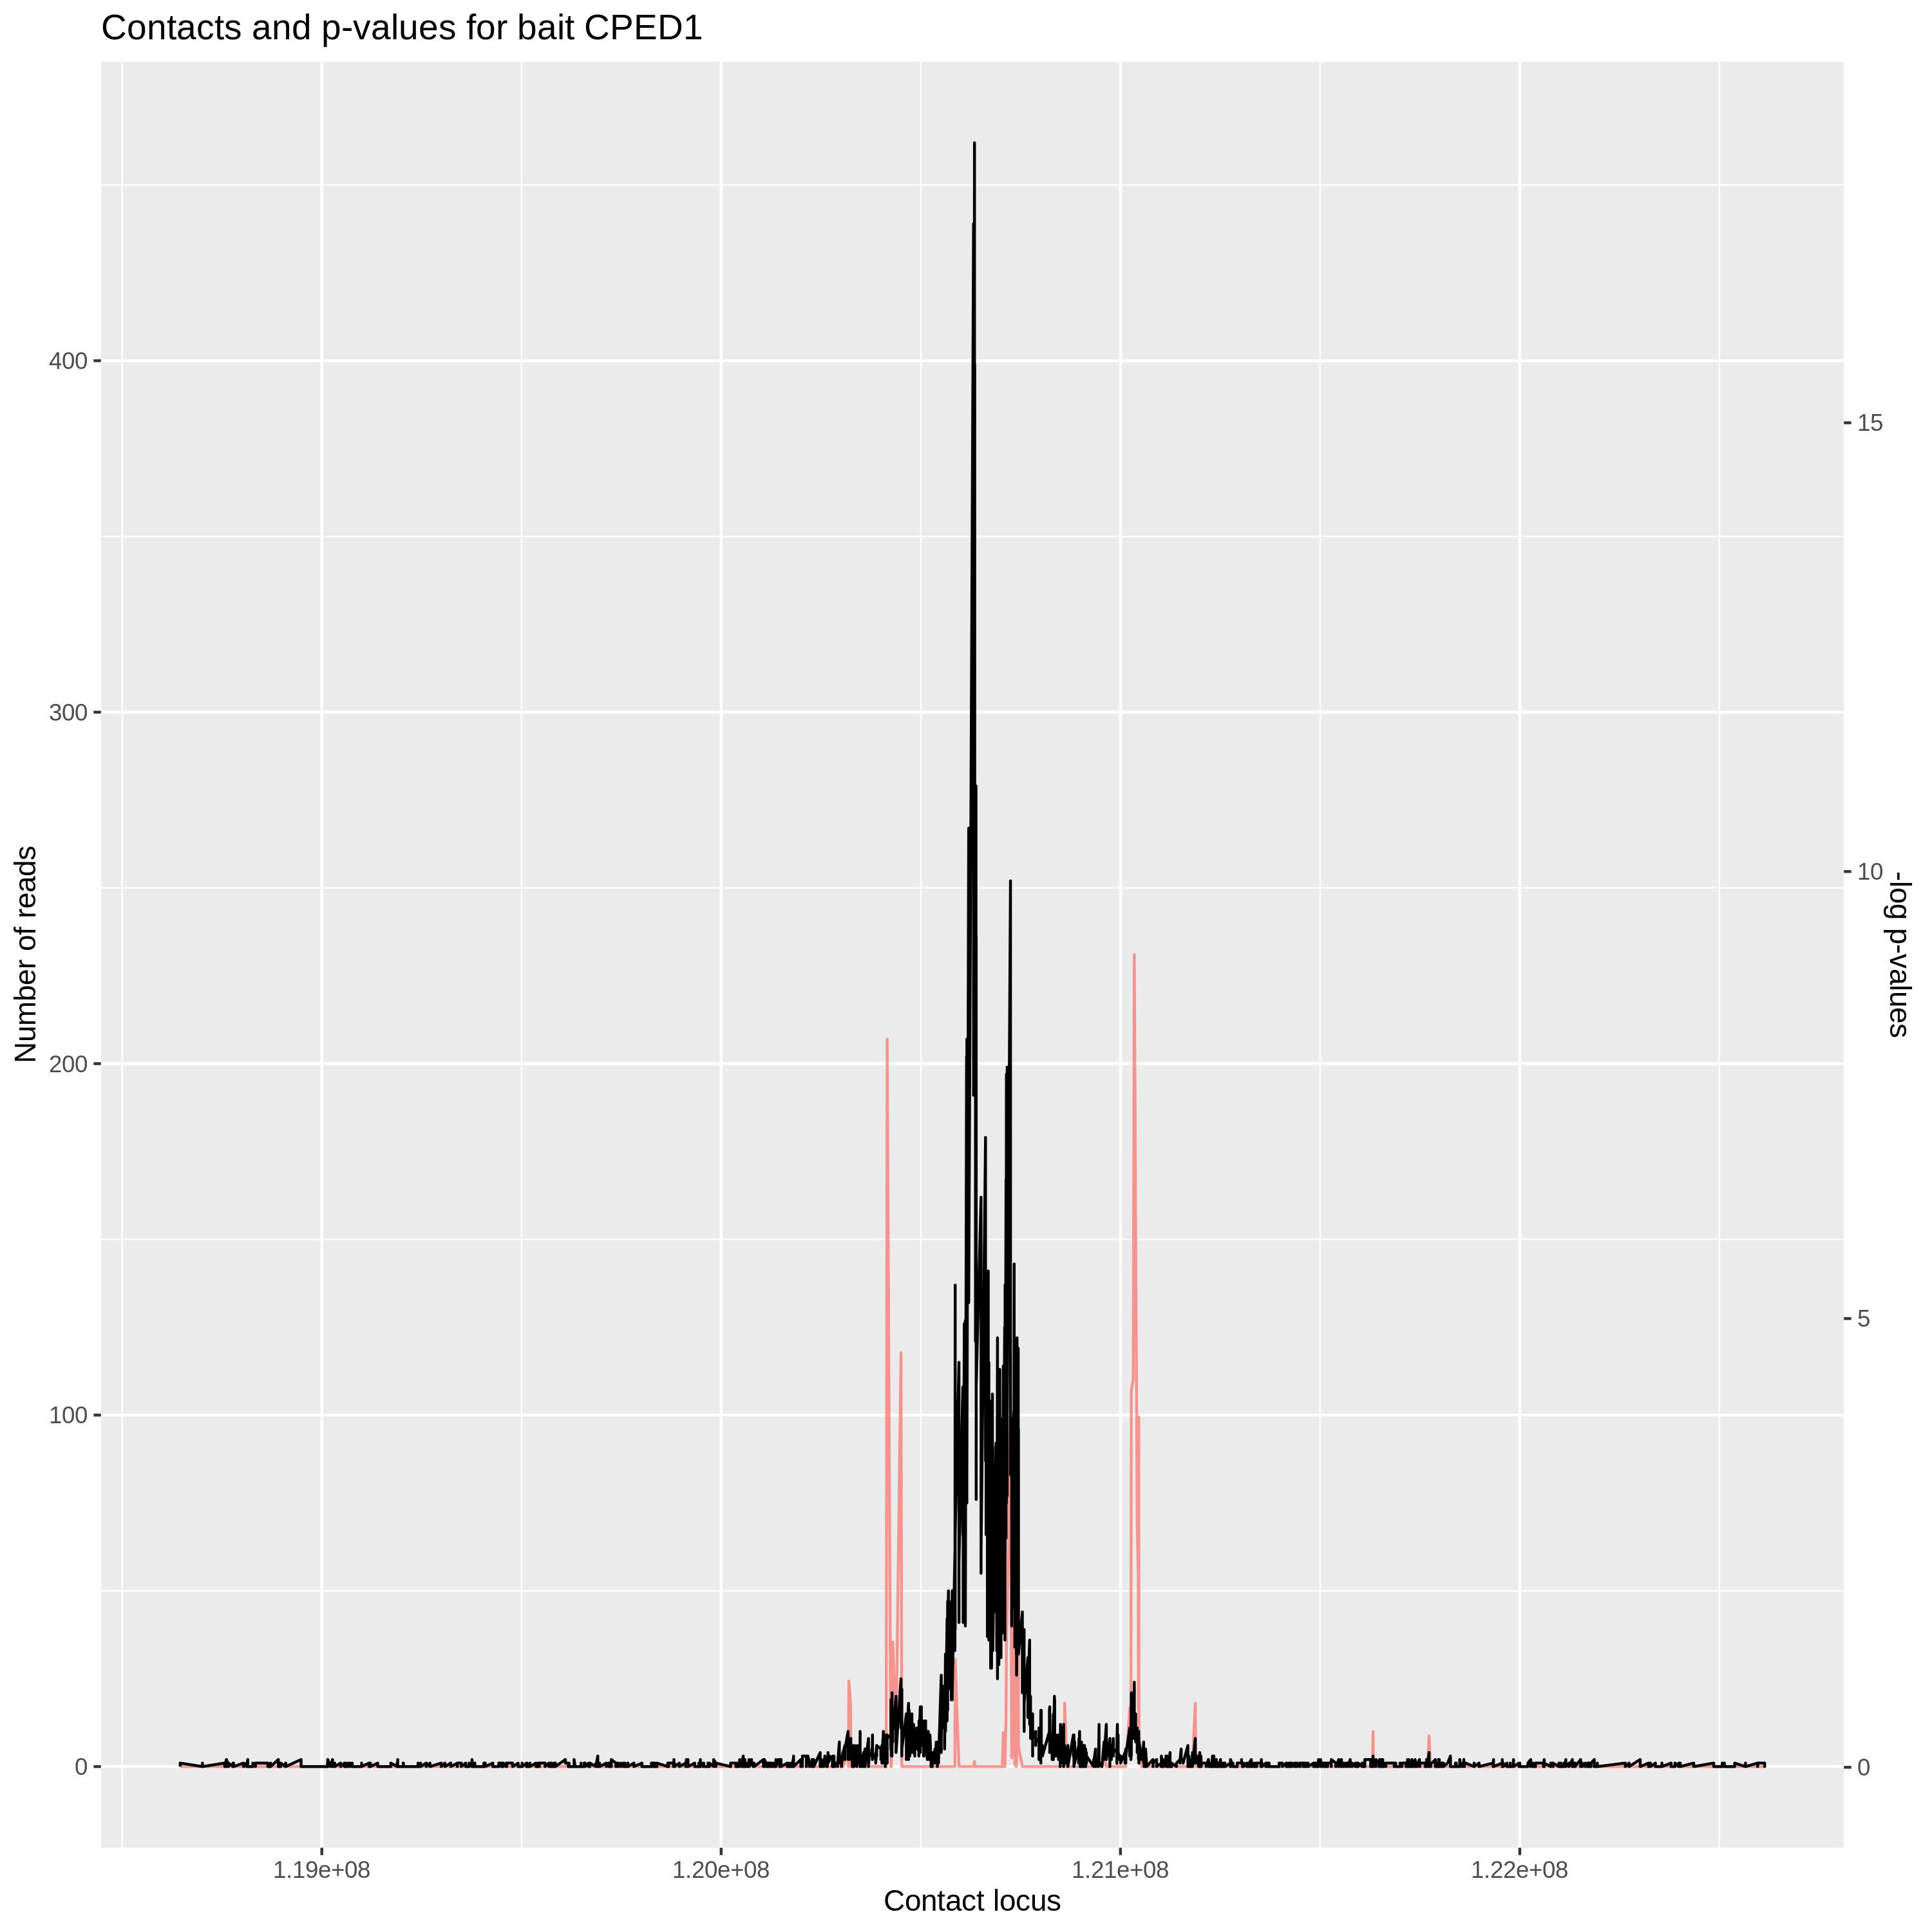 Contacts and p-values for bait CPED1
Number of reads
400
300
200
100
0
15
10
5
0
-log p-values
1.19e+08
1.20e+08
1.21e+08
1.22e+08
Contact locus